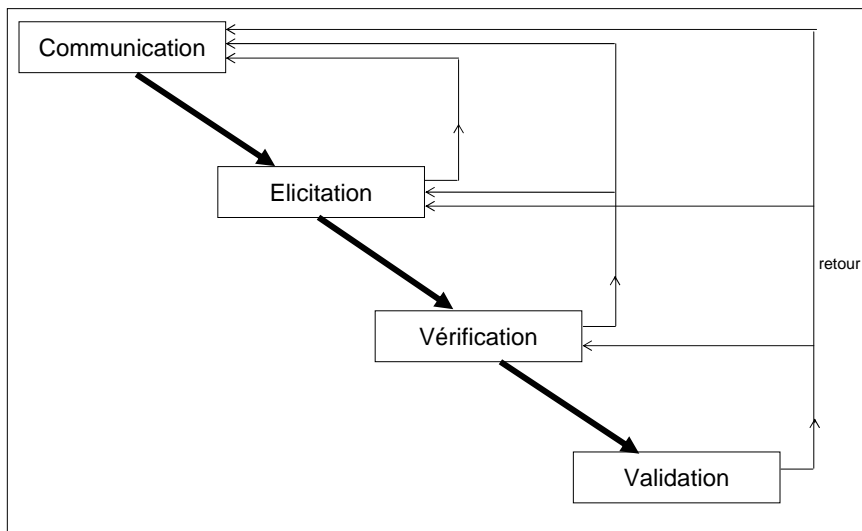 Communication
Elicitation
retour
Vérification
Validation